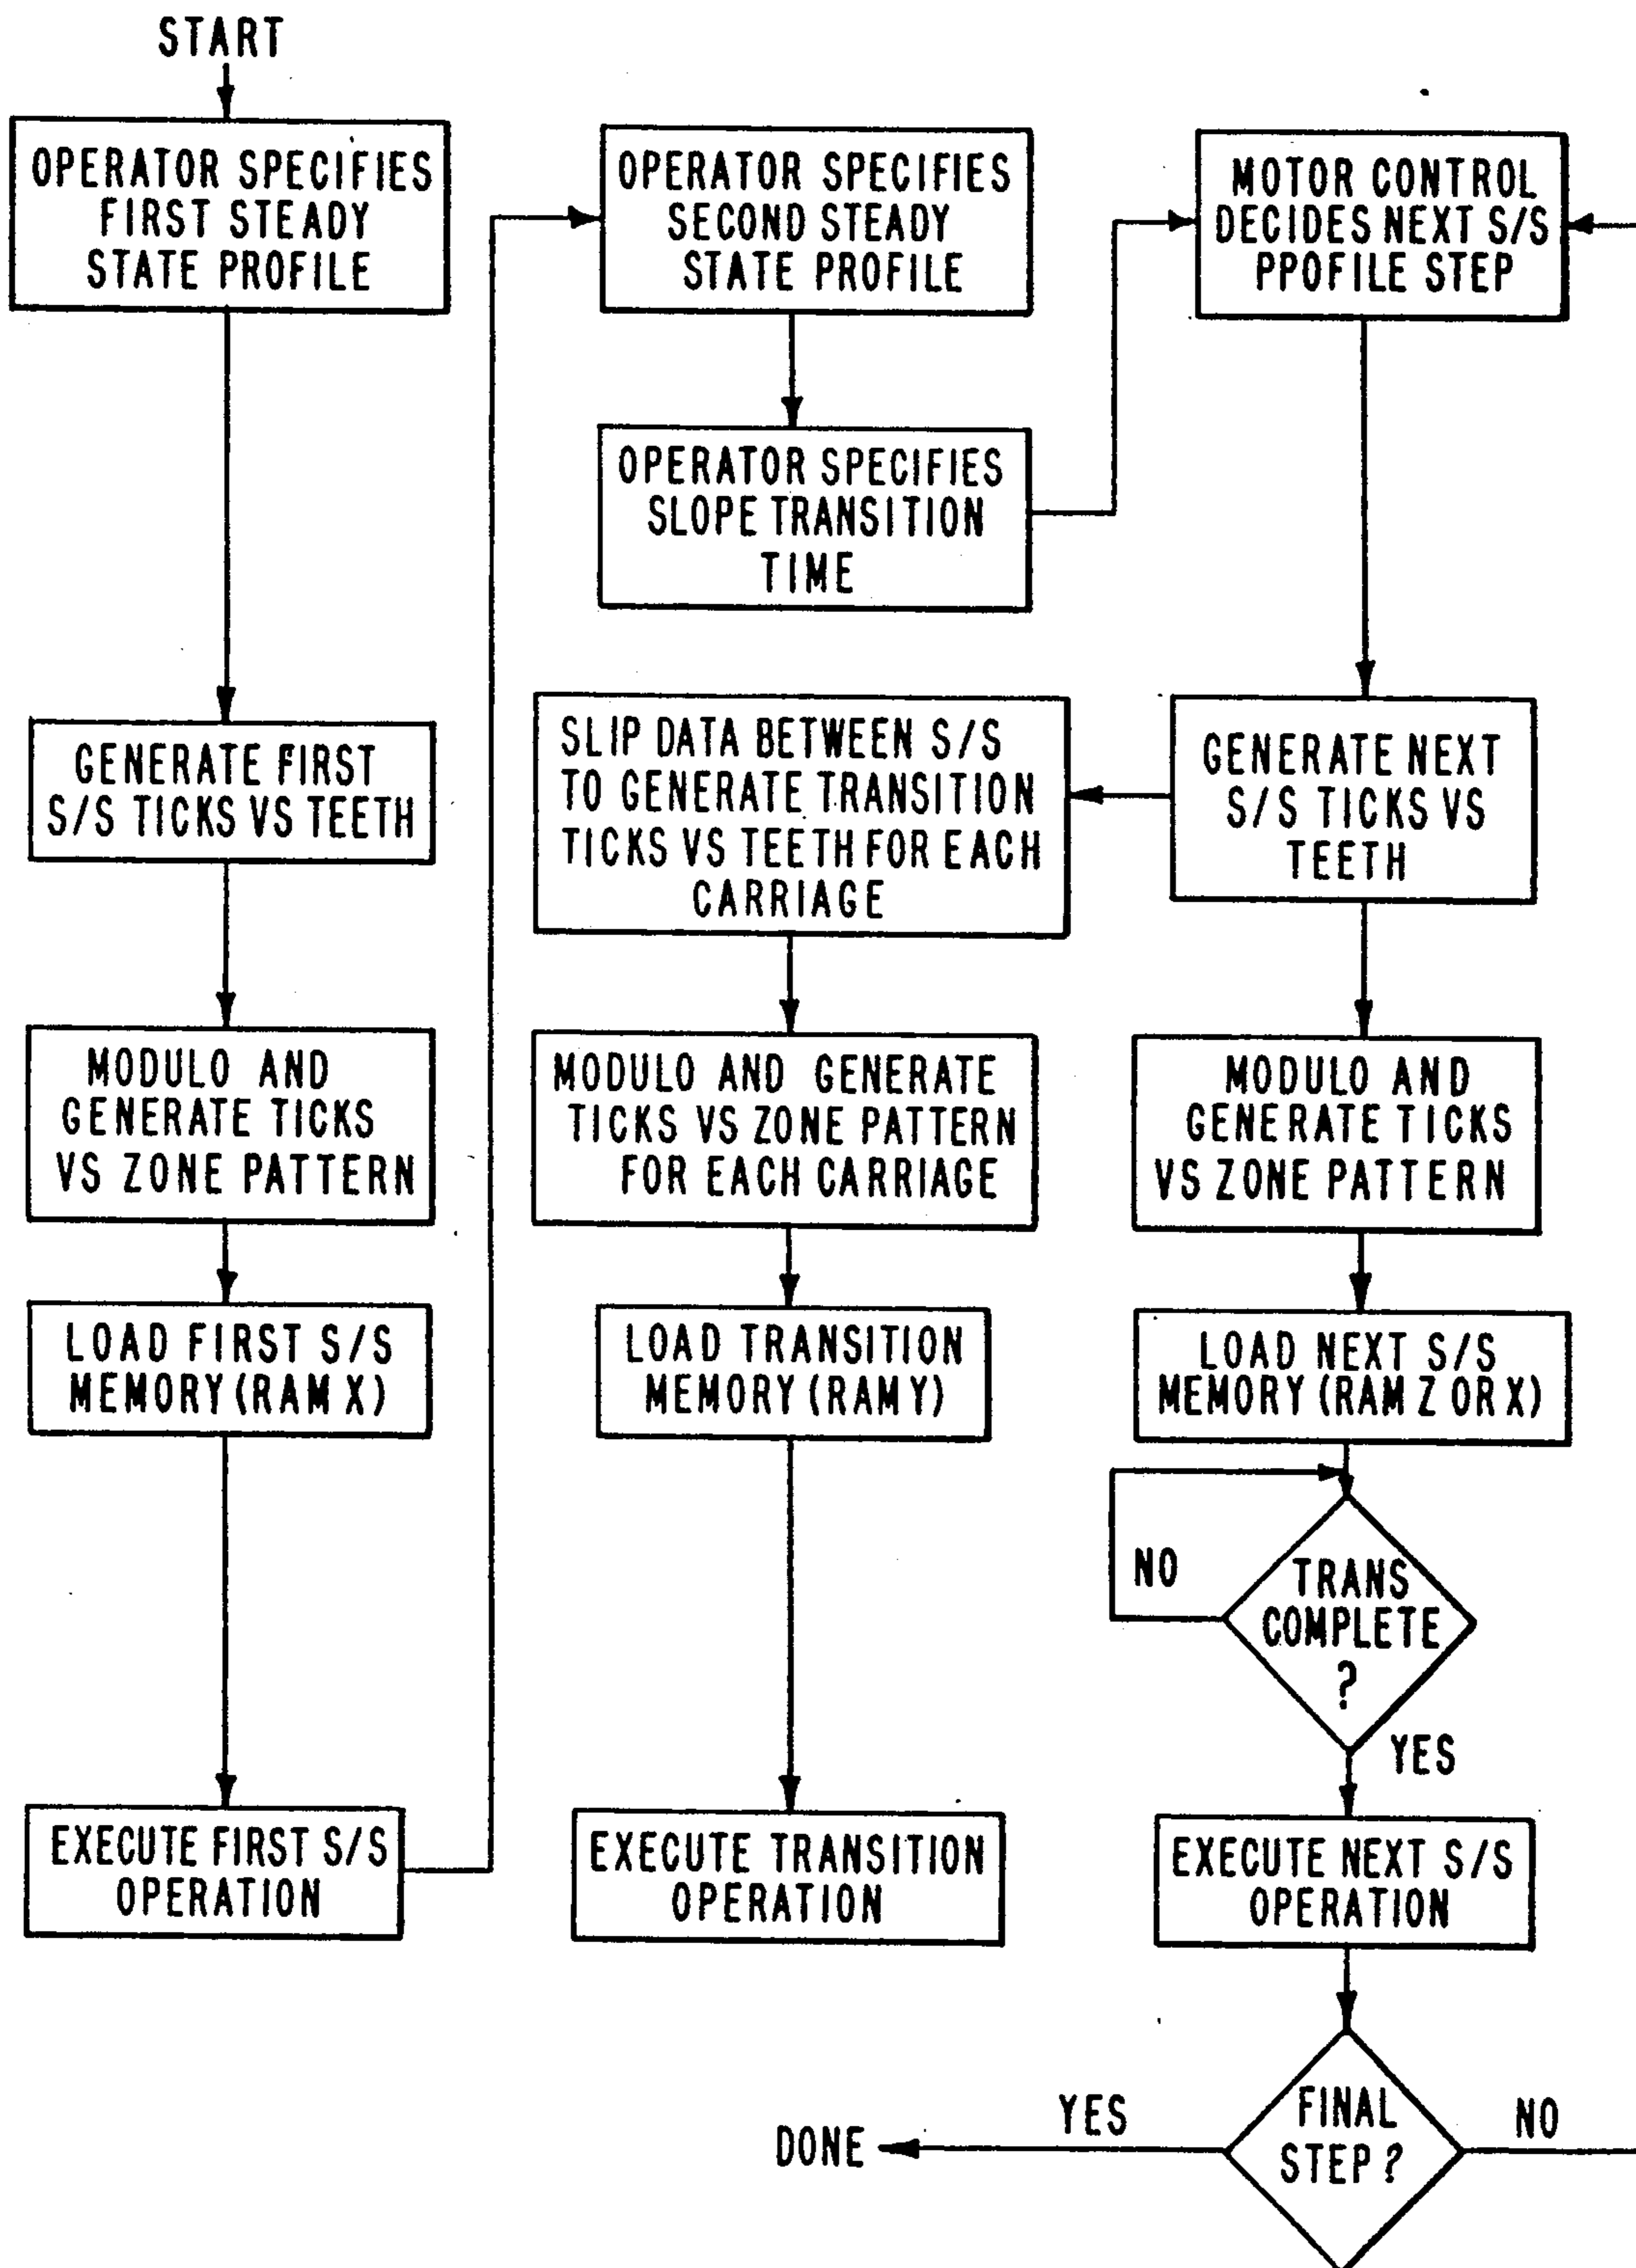 START
OPERATOR SPECIFIES
FIRST STEADY
STATE PROFILE
GENERATE FIRST
S/S TICKS VS TEETH
MODULO AND
GENERATE TICKS
VS ZONE PATTERN
LOAD FIRST S/S
MEMORY (RAM X)
EXECUTE FIRST S/S
OPERATION
OPERATOR SPECIFIES
SECOND STEADY
STATE PROFILE
OPERATOR SPECIFIES
SLOPE TRANSITION
TIME
MOTOR CONTROL
DECIDES NEXT S/S
PPOFILE STEP
GENERATE NEXT
S/S TICKS VS
TEETH
SLIP DATA BETWEEN S/S
TO GENERATE TRANSITION
TICKS VS TEETH FOR EACH
CARRIAGE
MODULO AND GENERATE
TICKS VS ZONE PATTERN
FOR EACH CARRIAGE
LOAD TRANSITION
MEMORY (RAM Y)
EXECUTE TRANSITION
OPERATION
MODULO AND
GENERATE TICKS
VS ZONE PATTERN
LOAD NEXT S/S
MEMORY (RAM Z OR X)
NO
TRANS
COMPLETE
?
YES
EXECUTE NEXT S/S
OPERATION
FINAL
STEP ?
YES
NO
DONE